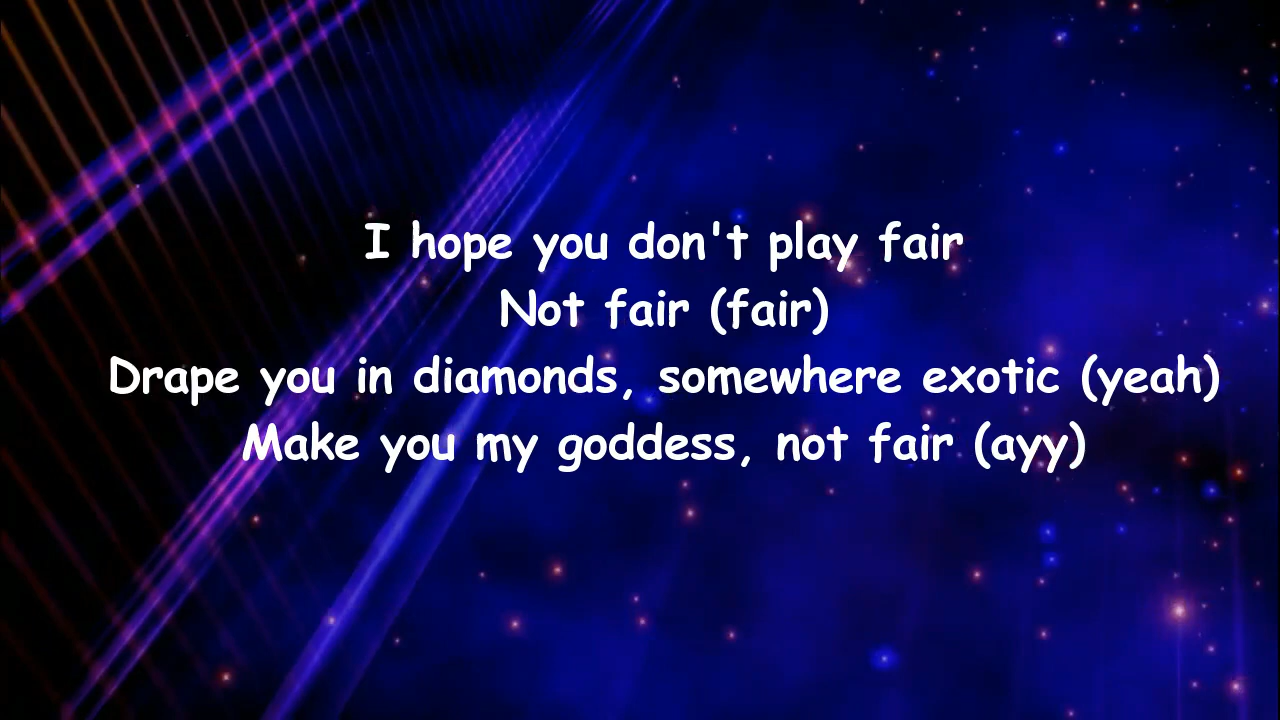 I hope you don't play fair
Not fair (fair)
Drape you in diamonds, somewhere exotic (yeah)
Make you my goddess, not fair (ayy)